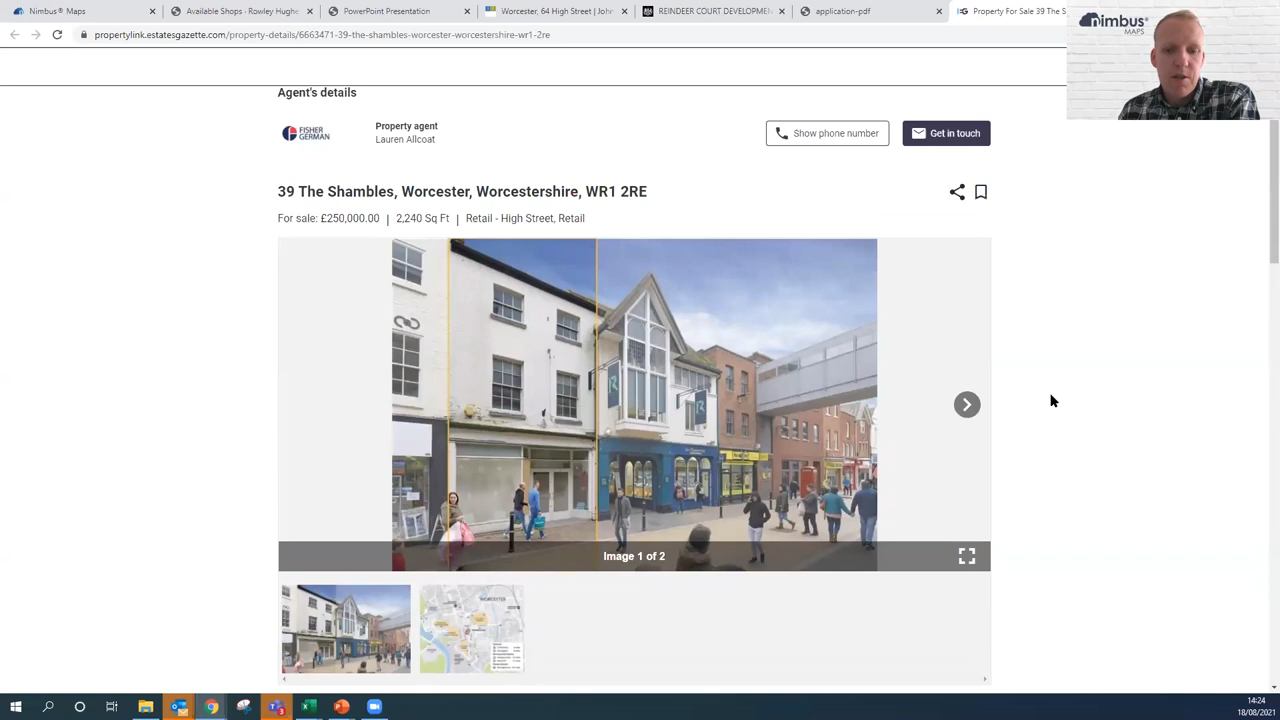 Nimbus® Maps
Available Shops - Rowley Hughe
PowerPoint Presentation
Worcester, 64 High Street | John
REINDEER COURT DEVELOPMEN
application-pdf
Property For Sale 39 The S
propertylink.estatesgazette.com/property-details/6663471-39-the-shambles-worcester-worcestershire-wr1-2re
nimbus®
MAPS
Agent's details
FISHER
GERMAN
Property agent
Lauren Allcoat
Show phone number
Get in touch
39 The Shambles, Worcester, Worcestershire, WR1 2RE
For sale: £250,000.00 | 2,240 Sq Ft | Retail - High Street, Retail
Image 1 of 2
WORCESTER
14:24
18/08/2021